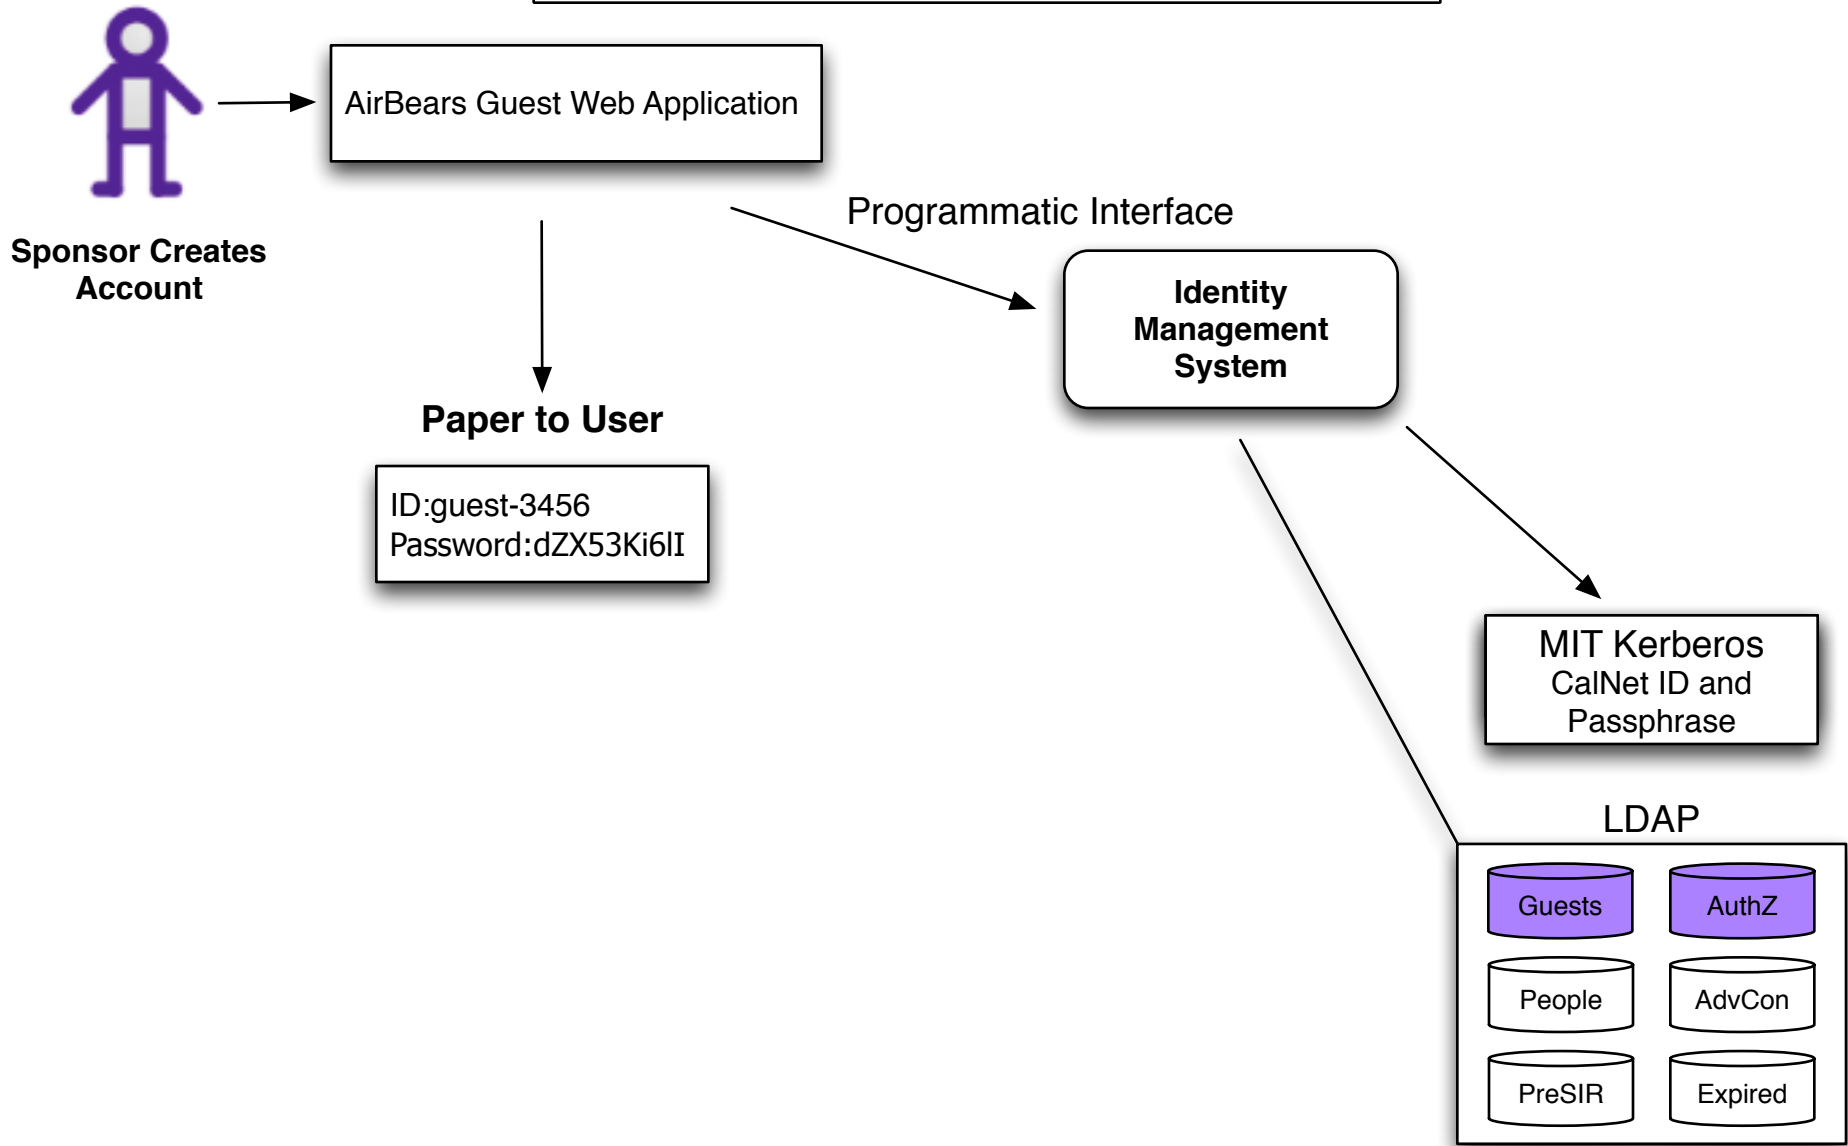 AirBears Guest Web Application
Sponsor Creates
Account
Programmatic Interface
Identity
Management
System
Paper to User
ID:guest-3456
Password:dZX53Ki6lI
MIT Kerberos
CalNet ID and
Passphrase
LDAP
Guests
AuthZ
People
AdvCon
PreSIR
Expired